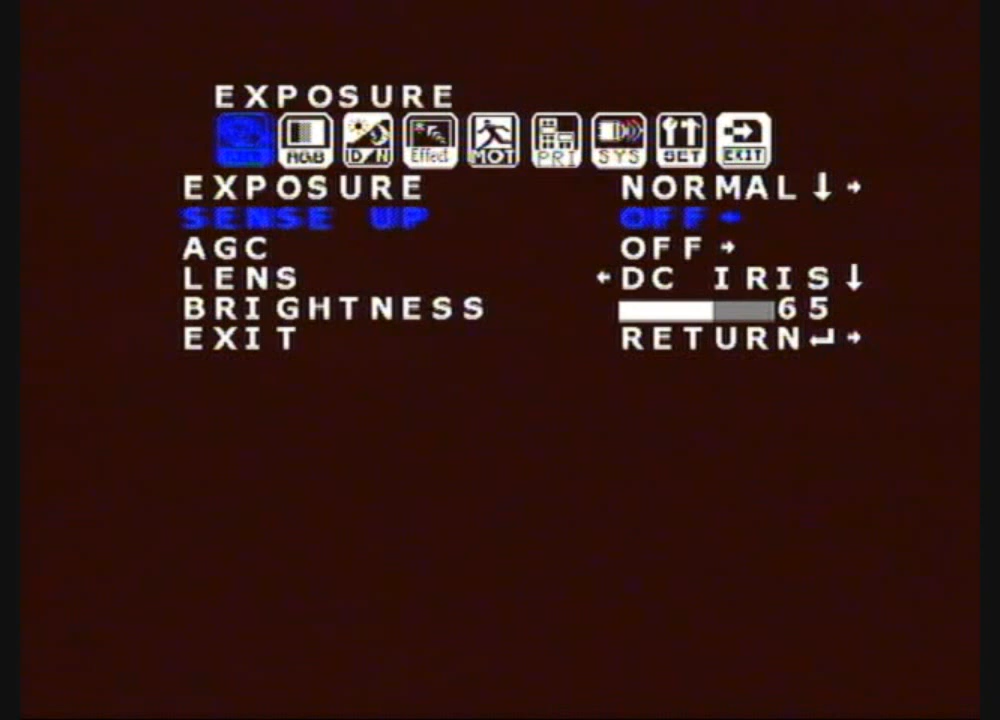 EXPOSURE
AGB D/N Effect MOT PRI SYS SET EXIT
EXPOSURE NORMAL ↓ →
SENSE UP OFF
AGC OFF →
LENS ← DC IRIS ↓
BRIGHTNESS 65
EXIT RETURN ↵ →